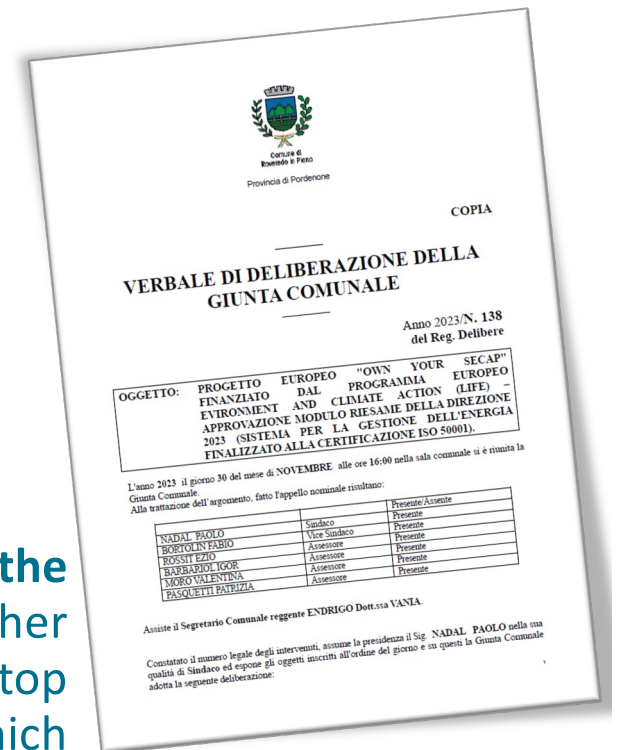 Comune di
Roveredo in Piano
Provincia di Pordenone
COPIA
VERBALE DI DELIBERAZIONE DELLA
GIUNTA COMUNALE
Anno 2023/N. 138
del Reg. Delibere
OGGETTO: PROGETTO EUROPEO "OWN YOUR SECAP"
FINANZIATO DAL PROGRAMMA EUROPEO
EVIRONMENT AND CLIMATE ACTION (LIFE) –
APPROVAZIONE MODULO RIESAME DELLA DIREZIONE
2023 (SISTEMA PER LA GESTIONE DELL'ENERGIA
FINALIZZATO ALLA CERTIFICAZIONE ISO 50001).
L'anno 2023 il giorno 30 del mese di NOVEMBRE alle ore 16:00 nella sala comunale si è riunita la
Giunta Comunale.
Alla trattazione dell'argomento, fatto l'appello nominale risultano:
Presente/Assente
NADAL PAOLO Sindaco Presente
BORTOLIN FABIO Vice Sindaco Presente
ROSSIT EZIO Assessore Presente
BARBARIOL IGOR Assessore Presente
MORO VALENTINA Assessore Presente
PASQUETTI PATRIZIA Assessore Presente
Assiste il Segretario Comunale reggente ENDRIGO Dott.ssa VANIA.
Constatato il numero legale degli intervenuti, assume la presidenza il Sig. NADAL PAOLO nella sua
qualità di Sindaco ed espone gli oggetti inscritti all'ordine del giorno e su questi la Giunta Comunale
adotta la seguente deliberazione:
the
her
top
nich